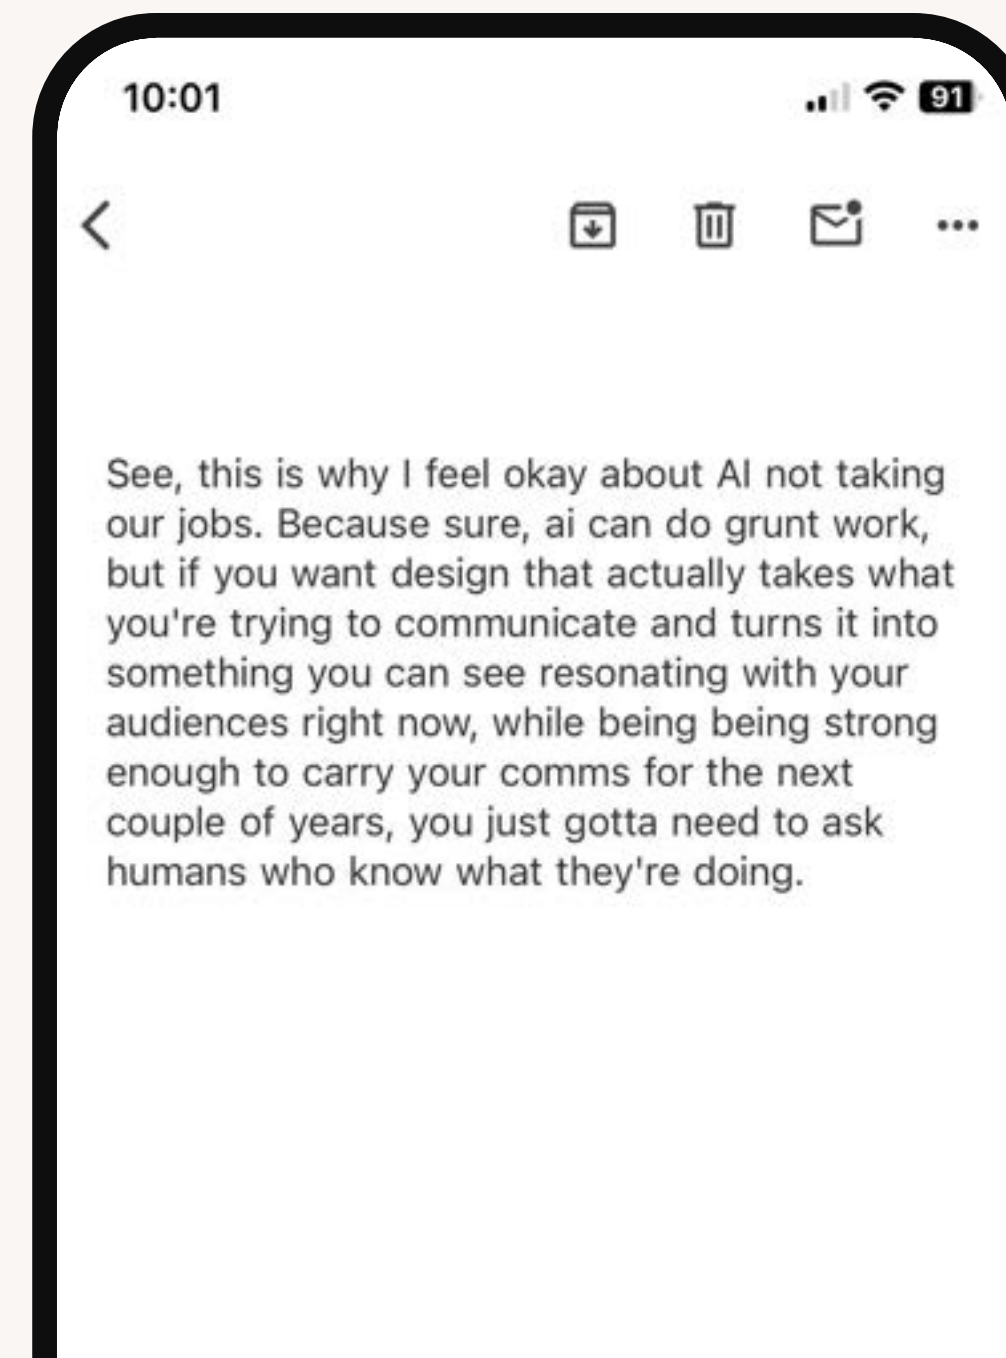 10:01
91
See, this is why I feel okay about AI not taking
our jobs. Because sure, ai can do grunt work,
but if you want design that actually takes what
you're trying to communicate and turns it into
something you can see resonating with your
audiences right now, while being being strong
enough to carry your comms for the next
couple of years, you just gotta need to ask
humans who know what they're doing.